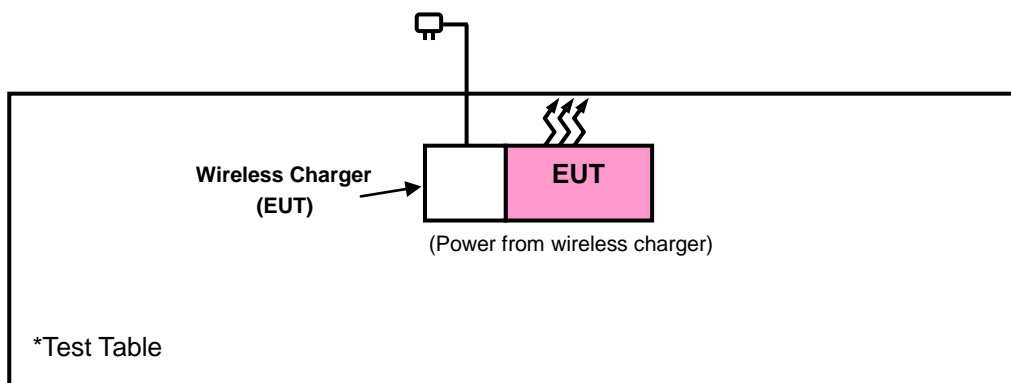 Wireless Charger
(EUT)
EUT
(Power from wireless charger)
*Test Table